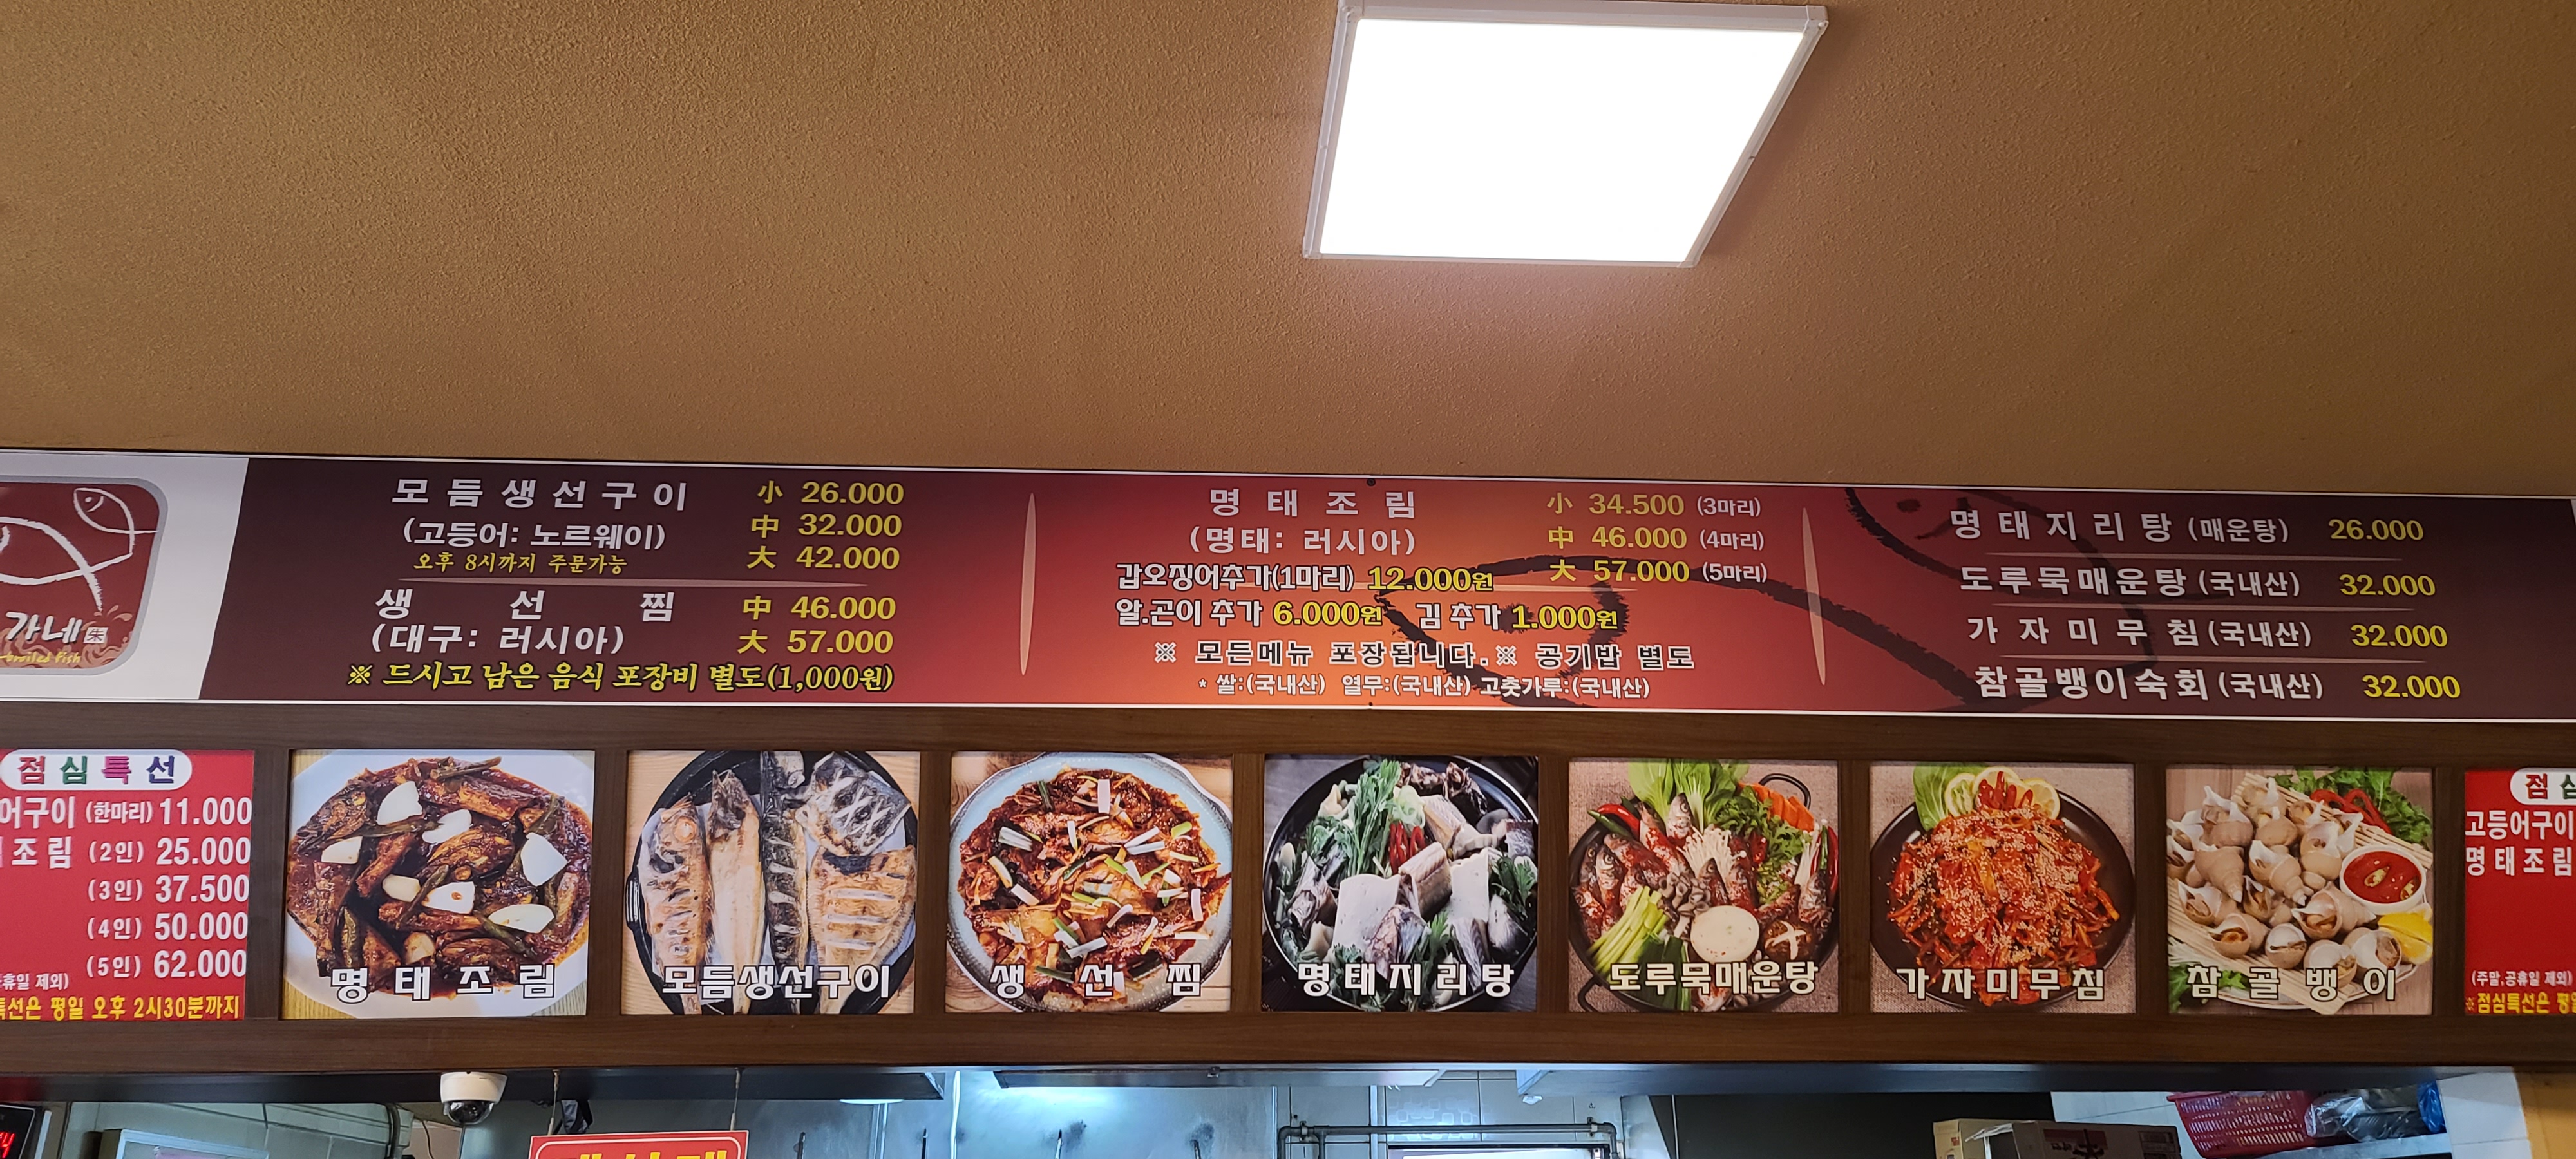 가네
broiled fish
모듬생선구이 小 26.000
(고등어: 노르웨이) 中 32.000
오후 8시까지 주문가능 大 42.000
생선찜 中 46.000
(대구: 러시아) 大 57.000
※ 드시고 남은 음식 포장비 별도(1,000원)
명태조림 小 34.500 (3마리)
(명태: 러시아) 中 46.000 (4마리)
갑오징어추가(1마리) 12.000원 大 57.000 (5마리)
알.곤이 추가 6.000원 김 추가 1.000원
※ 모든메뉴 포장됩니다.※ 공기밥 별도
* 쌀:(국내산) 열무:(국내산) 고춧가루:(국내산)
명태지리탕 (매운탕) 26.000
도루묵매운탕 (국내산) 32.000
가자미무침 (국내산) 32.000
참골뱅이숙회 (국내산) 32.000
점심특선
어구이 (한마리) 11.000
조림 (2인) 25.000
(3인) 37.500
(4인) 50.000
(5인) 62.000
휴일 제외)
특선은 평일 오후 2시30분까지
명태조림
모듬생선구이
생선찜
명태지리탕
도루묵매운탕
가자미무침
참골뱅이
점심
고등어구이
명태조림
(주말,공휴일 제외)
※점심특선은 평